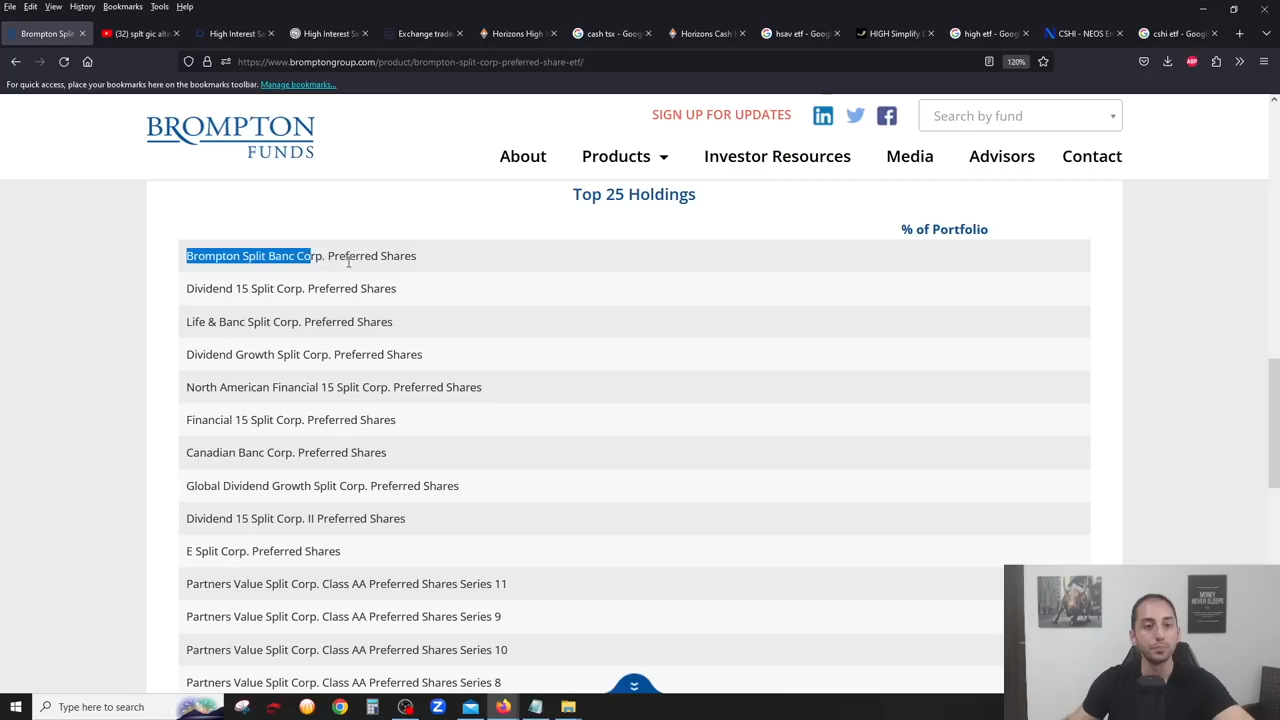 File Edit View History Bookmarks Tools Help
Brompton Split
(32) splt gic alte
High Interest Sa
High Interest Sa
Exchange trade
Horizons High I
cash tsx - Goog
Horizons Cash
hsav etf - Goog
HIGH Simplify E
high etf - Goog
CSHI - NEOS E
cshi etf - Googl
https://www.bromptongroup.com/product/brompton-split-corp-preferred-share-etf/
120%
ABP
For quick access, place your bookmarks here on the bookmarks toolbar. Manage bookmarks...
BROMPTON
FUNDS
SIGN UP FOR UPDATES
Search by fund
About Products Investor Resources Media Advisors Contact
Top 25 Holdings
% of Portfolio
Brompton Split Banc Corp. Preferred Shares
Dividend 15 Split Corp. Preferred Shares
Life & Banc Split Corp. Preferred Shares
Dividend Growth Split Corp. Preferred Shares
North American Financial 15 Split Corp. Preferred Shares
Financial 15 Split Corp. Preferred Shares
Canadian Banc Corp. Preferred Shares
Global Dividend Growth Split Corp. Preferred Shares
Dividend 15 Split Corp. II Preferred Shares
E Split Corp. Preferred Shares
Partners Value Split Corp. Class AA Preferred Shares Series 11
Partners Value Split Corp. Class AA Preferred Shares Series 9
Partners Value Split Corp. Class AA Preferred Shares Series 10
Partners Value Split Corp. Class AA Preferred Shares Series 8
MONEY
NEVER SLEEPS
Type here to search